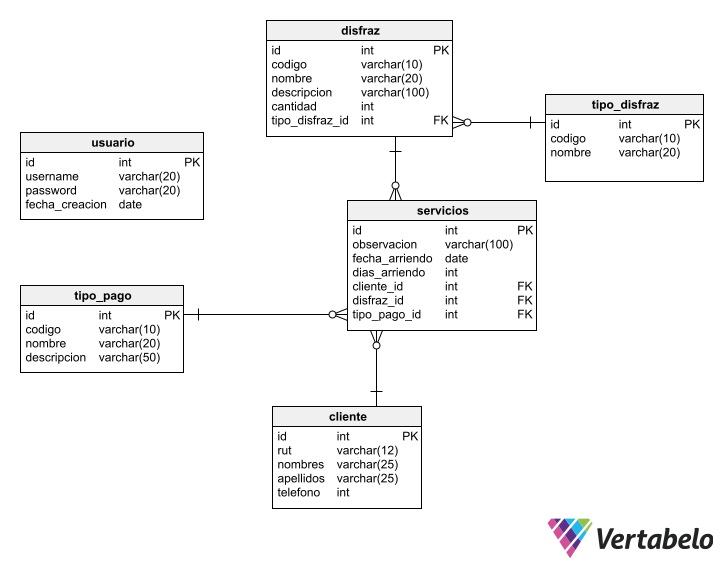 disfraz
id int PK
codigo varchar(10)
nombre varchar(20)
descripcion varchar(100)
cantidad int
tipo_disfraz_id int FK
tipo_disfraz
id int PK
codigo varchar(10)
nombre varchar(20)
usuario
id int PK
username varchar(20)
password varchar(20)
fecha_creacion date
servicios
id int PK
observacion varchar(100)
fecha_arriendo date
dias_arriendo int
cliente_id int FK
disfraz_id int FK
tipo_pago_id int FK
tipo_pago
id int PK
codigo varchar(10)
nombre varchar(20)
descripcion varchar(50)
cliente
id int PK
rut varchar(12)
nombres varchar(25)
apellidos varchar(25)
telefono int
Vertabelo